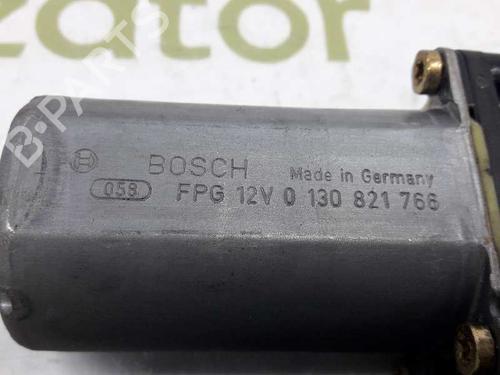 zator
B-PARTS
BOSCH Made in Germany
058 FPG 12V 0 130 821 766